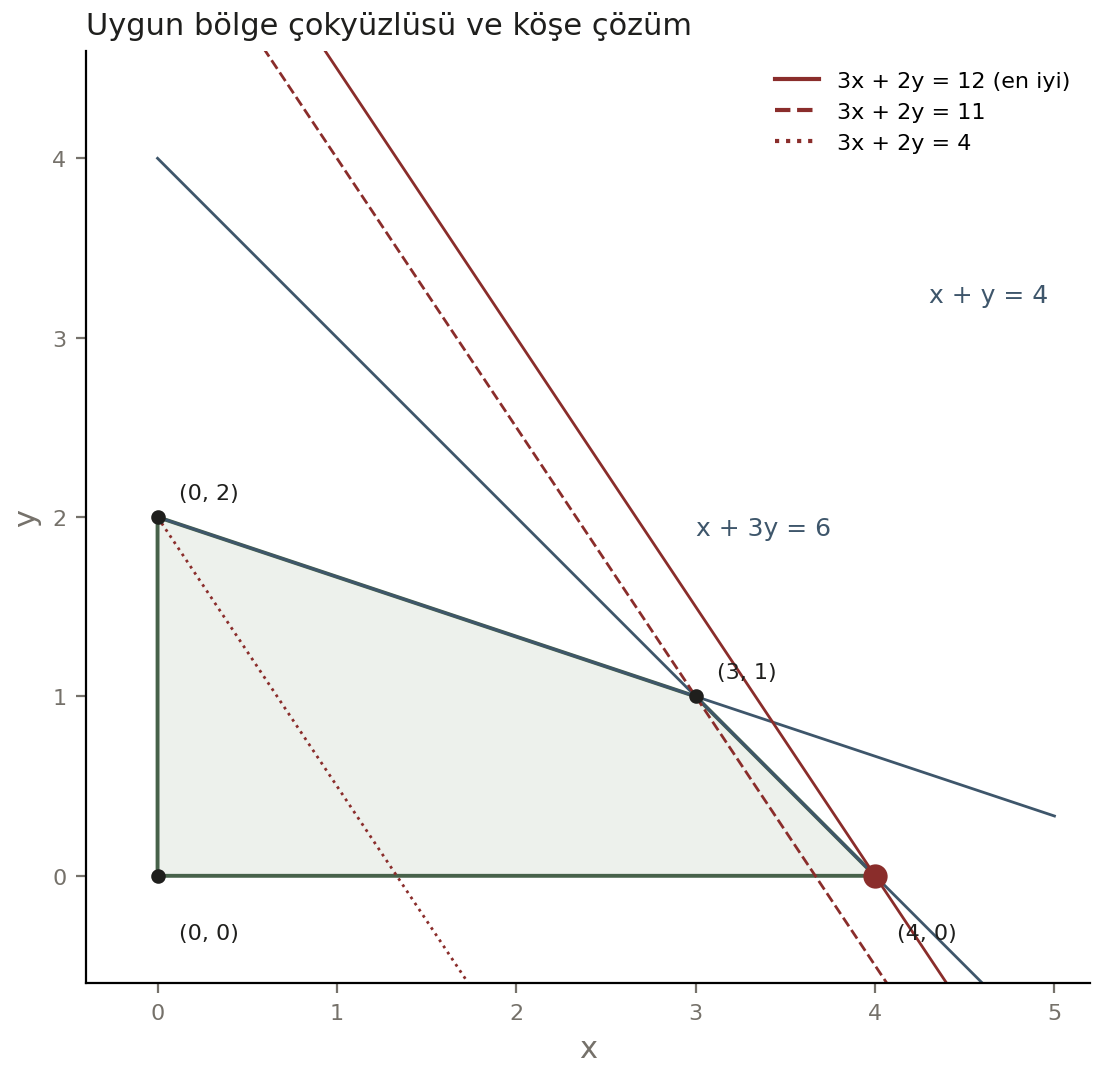 Uygun bölge çokyüzlüsü ve köşe çözüm
3x + 2y = 12 (en iyi)
3x + 2y = 11
3x + 2y = 4
x + y = 4
x + 3y = 6
(0, 2)
(3, 1)
(0, 0)
(4, 0)
y
4
3
2
1
0
0 1 2 3 4 5
x